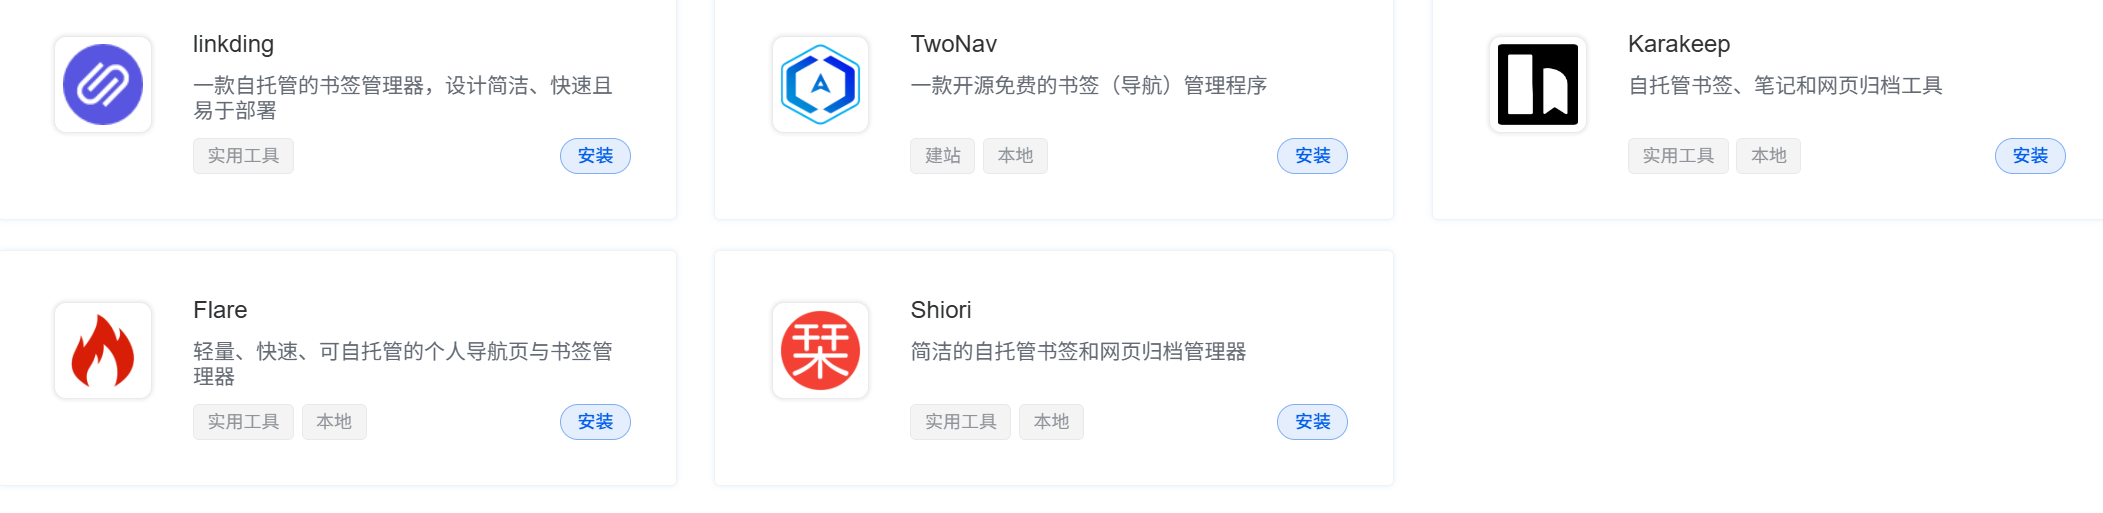 linkding
一款自托管的书签管理器，设计简洁、快速且
易于部署
实用工具
安装
TwoNav
一款开源免费的书签（导航）管理程序
建站 本地
安装
Karakeep
自托管书签、笔记和网页归档工具
实用工具 本地
安装
Flare
轻量、快速、可自托管的个人导航页与书签管
理器
实用工具 本地
安装
栞
Shiori
简洁的自托管书签和网页归档管理器
实用工具 本地
安装